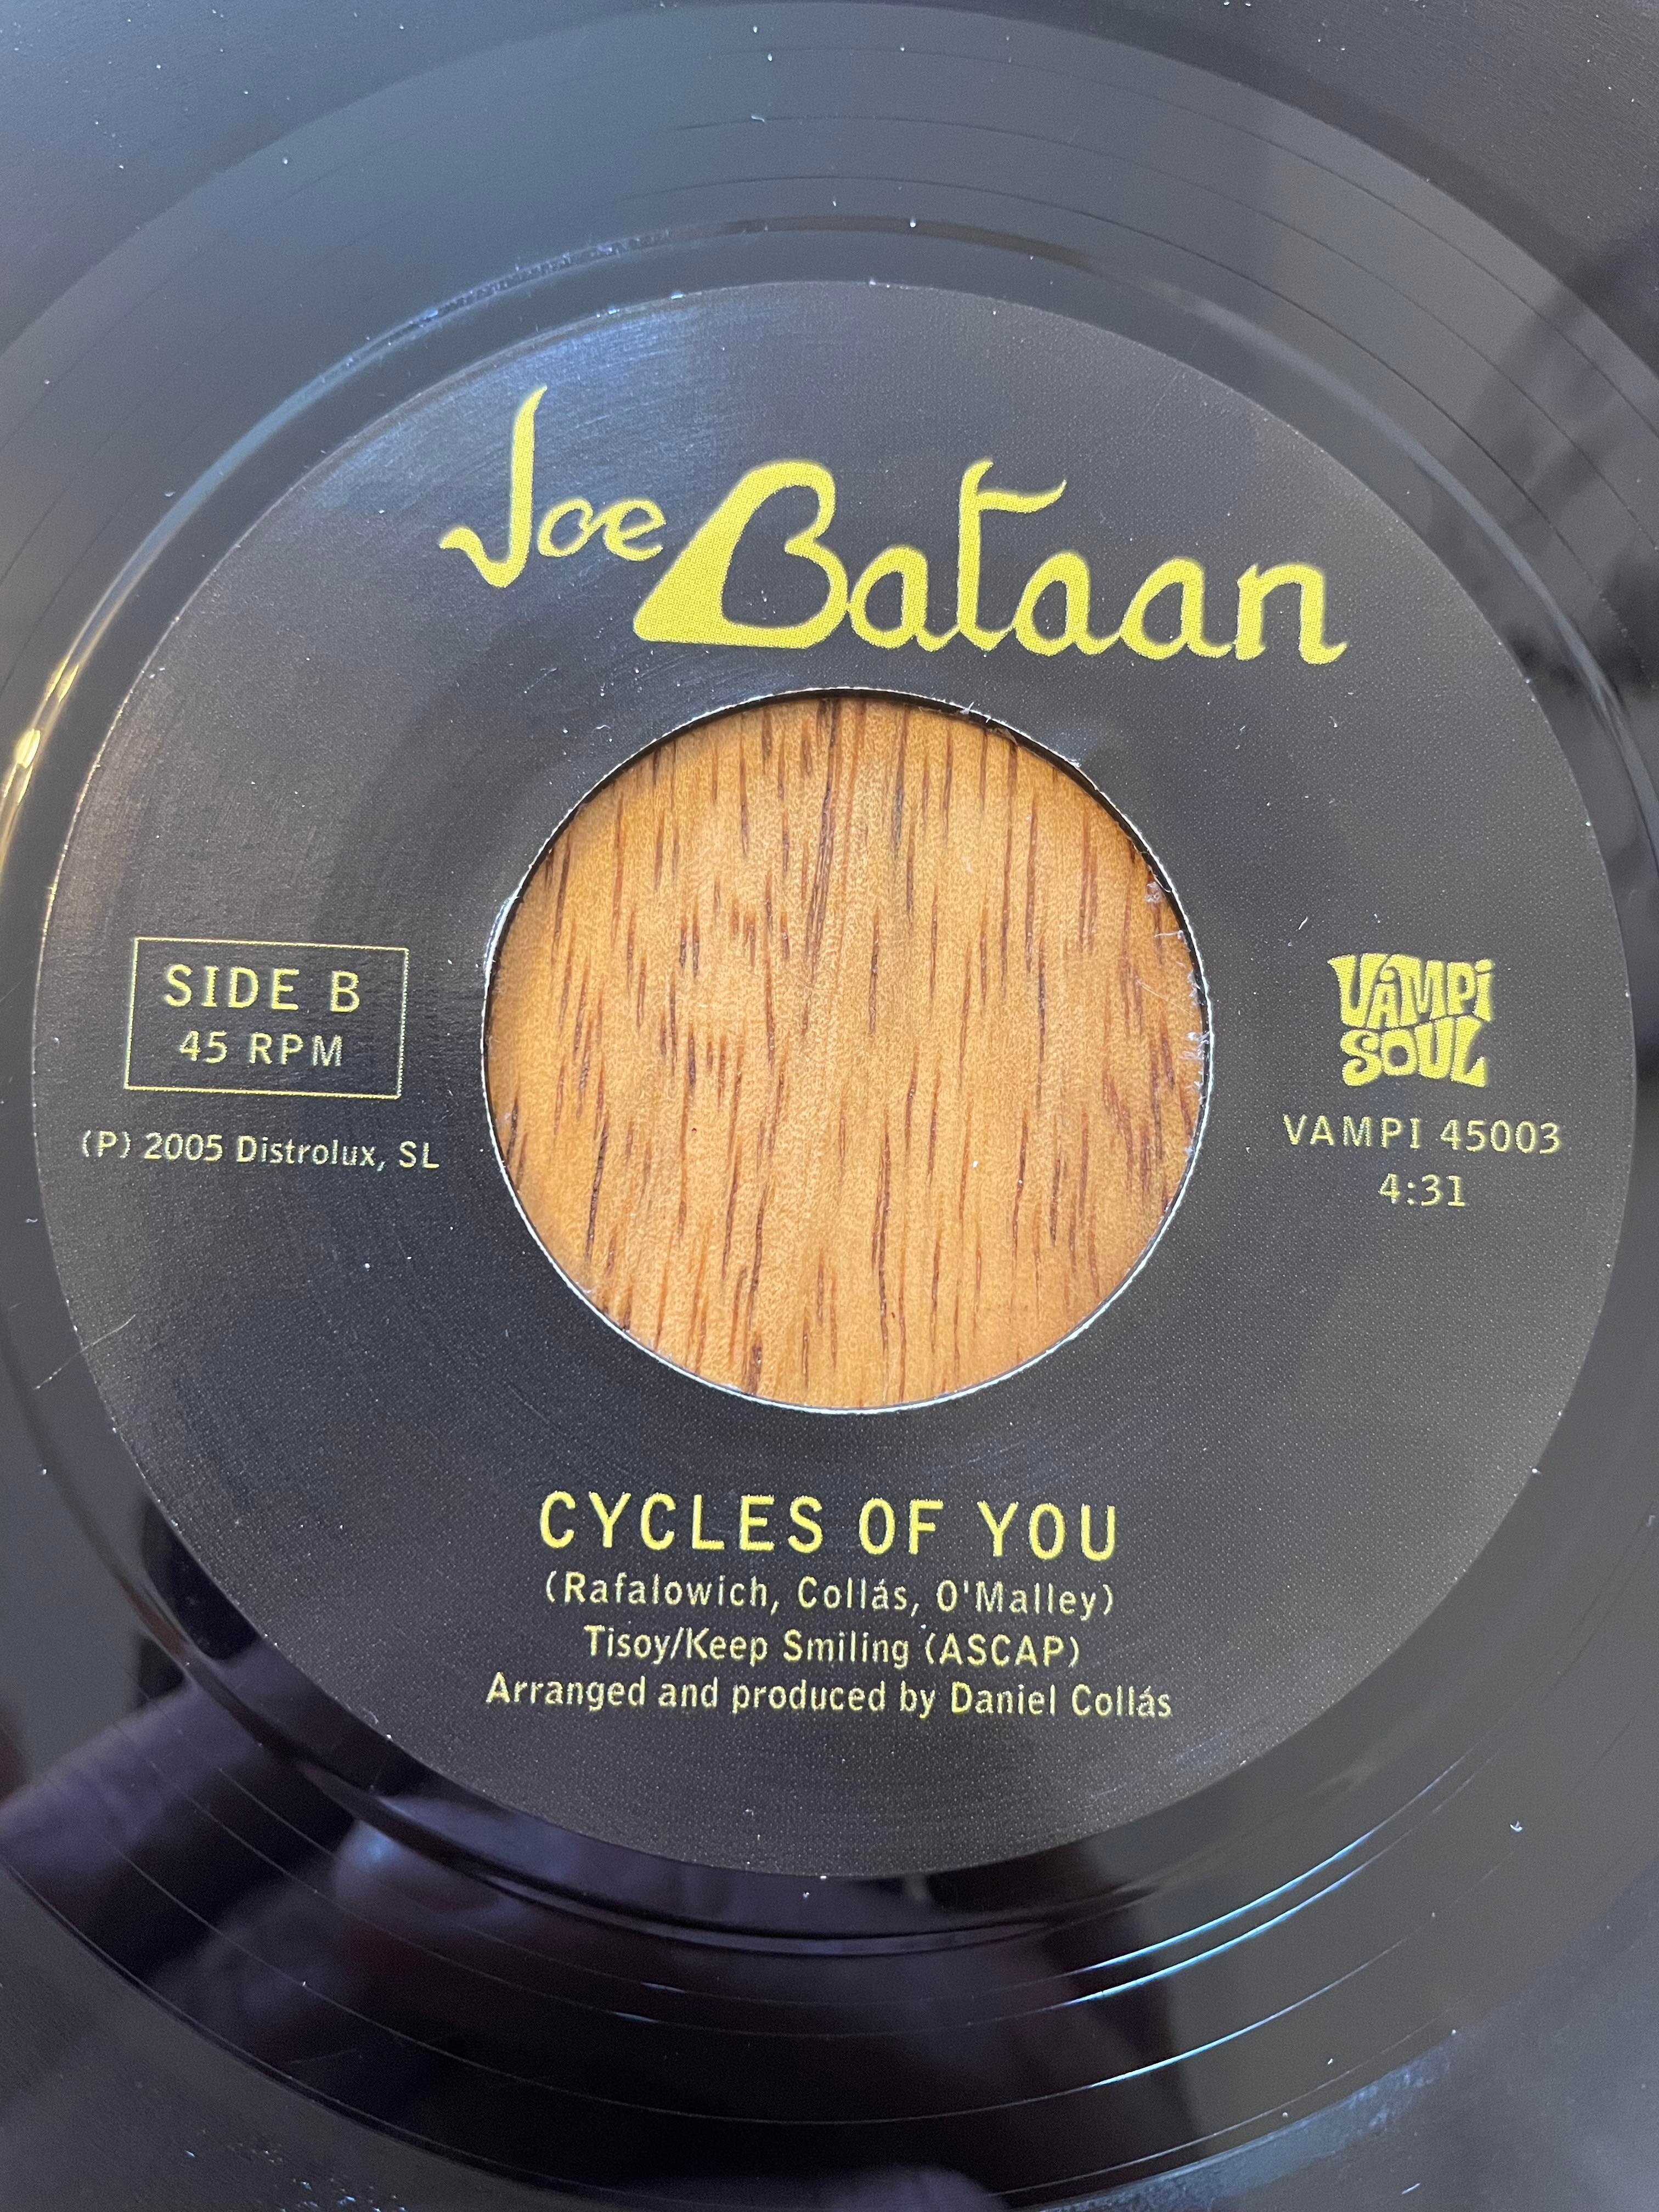 Joe Bataan
SIDE B
45 RPM
(P) 2005 Distrolux, SL
VAMPi
SOUL
VAMPI 45003
4:31
CYCLES OF YOU
(Rafalowich, Collás, O'Malley)
Tisoy/Keep Smiling (ASCAP)
Arranged and produced by Daniel Collás